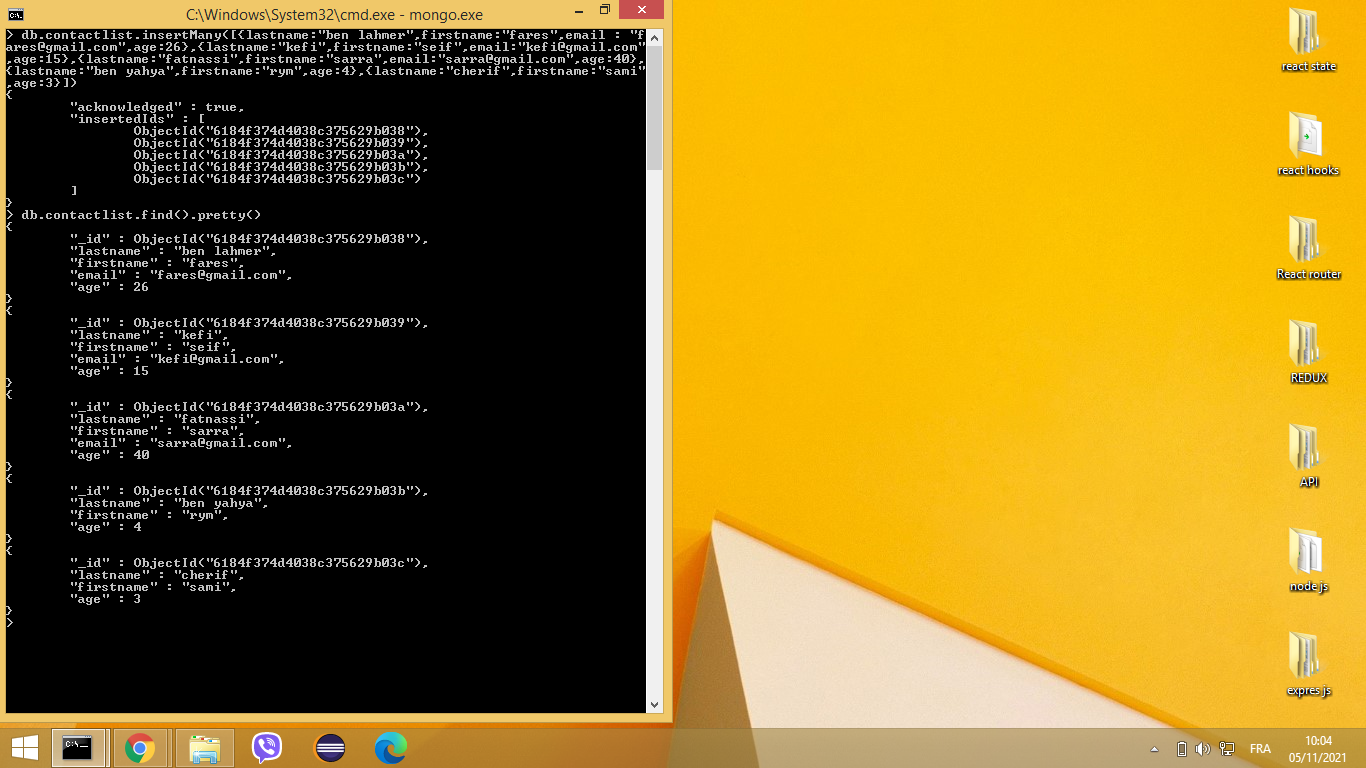 C:\Windows\System32\cmd.exe - mongo.exe
> db.contactlist.insertMany([{lastname:"ben lahmer",firstname:"fares",email : "f
ares@gmail.com",age:26},{lastname:"kefi",firstname:"seif",email:"kefi@gmail.com"
,age:15},{lastname:"fatnassi",firstname:"sarra",email:"sarra@gmail.com",age:40},
{lastname:"ben yahya",firstname:"rym",age:4},{lastname:"cherif",firstname:"sami"
,age:3}])
{
"acknowledged" : true,
"insertedIds" : [
ObjectId("6184f374d4038c375629b038"),
ObjectId("6184f374d4038c375629b039"),
ObjectId("6184f374d4038c375629b03a"),
ObjectId("6184f374d4038c375629b03b"),
ObjectId("6184f374d4038c375629b03c")
]
}
> db.contactlist.find().pretty()
{
"_id" : ObjectId("6184f374d4038c375629b038"),
"lastname" : "ben lahmer",
"firstname" : "fares",
"email" : "fares@gmail.com",
"age" : 26
}
{
"_id" : ObjectId("6184f374d4038c375629b039"),
"lastname" : "kefi",
"firstname" : "seif",
"email" : "kefi@gmail.com",
"age" : 15
}
{
"_id" : ObjectId("6184f374d4038c375629b03a"),
"lastname" : "fatnassi",
"firstname" : "sarra",
"email" : "sarra@gmail.com",
"age" : 40
}
{
"_id" : ObjectId("6184f374d4038c375629b03b"),
"lastname" : "ben yahya",
"firstname" : "rym",
"age" : 4
}
{
"_id" : ObjectId("6184f374d4038c375629b03c"),
"lastname" : "cherif",
"firstname" : "sami",
"age" : 3
}
>
react state
react hooks
React router
REDUX
API
node js
expres js
FRA
10:04
05/11/2021